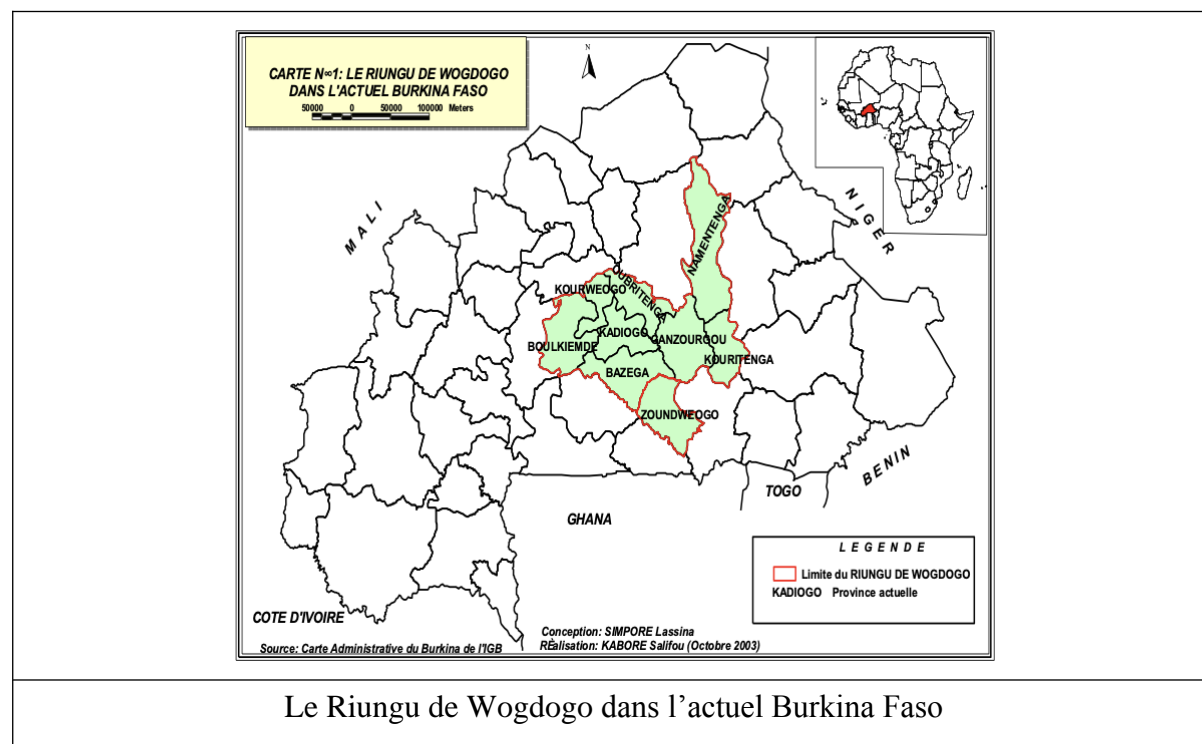 CARTE N∞1: LE RIUNGU DE WOGDOGO
DANS L'ACTUEL BURKINA FASO
50000 0 50000 100000 Meters
N
MALI
NIGER
NAMENTENGA
OUBRITENGA
KOURWEOGO
KADIOGO
GANZOURGOU
BOULKIEMDE
KOURITENGA
BAZEGA
ZOUNDWEOGO
BENIN
TOGO
GHANA
LEGENDE
Limite du RIUNGU DE WOGDOGO
KADIOGO Province actuelle
COTE D'IVOIRE
Conception: SIMPORE Lassina
Source: Carte Administrative du Burkina de l'IGB
RÈalisation: KABORE Salifou (Octobre 2003)
Le Riungu de Wogdogo dans l’actuel Burkina Faso